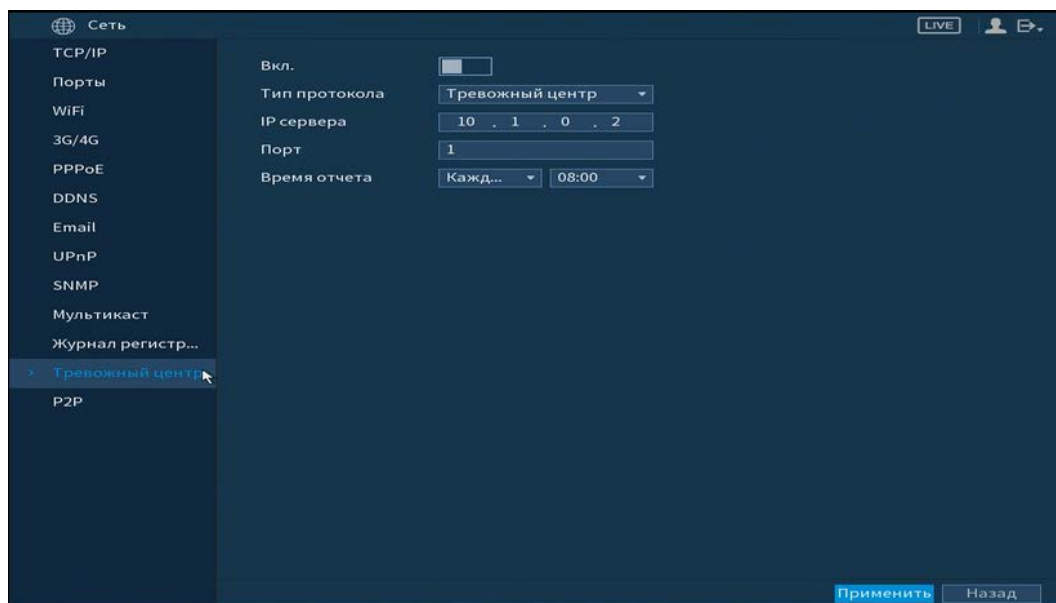 Сеть LIVE
TCP/IP
Порты
WiFi
3G/4G
PPPoE
DDNS
Email
UPnP
SNMP
Мультикаст
Журнал регистр...
Тревожный центр
P2P
Вкл.
Тип протокола Тревожный центр
IP сервера 10 . 1 . 0 . 2
Порт 1
Время отчета Кажд... 08:00
Применить Назад